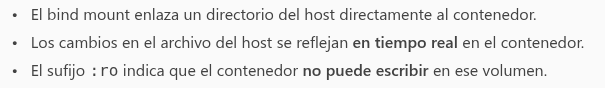 • El bind mount enlaza un directorio del host directamente al contenedor.
• Los cambios en el archivo del host se reflejan en tiempo real en el contenedor.
• El sufijo :ro indica que el contenedor no puede escribir en ese volumen.